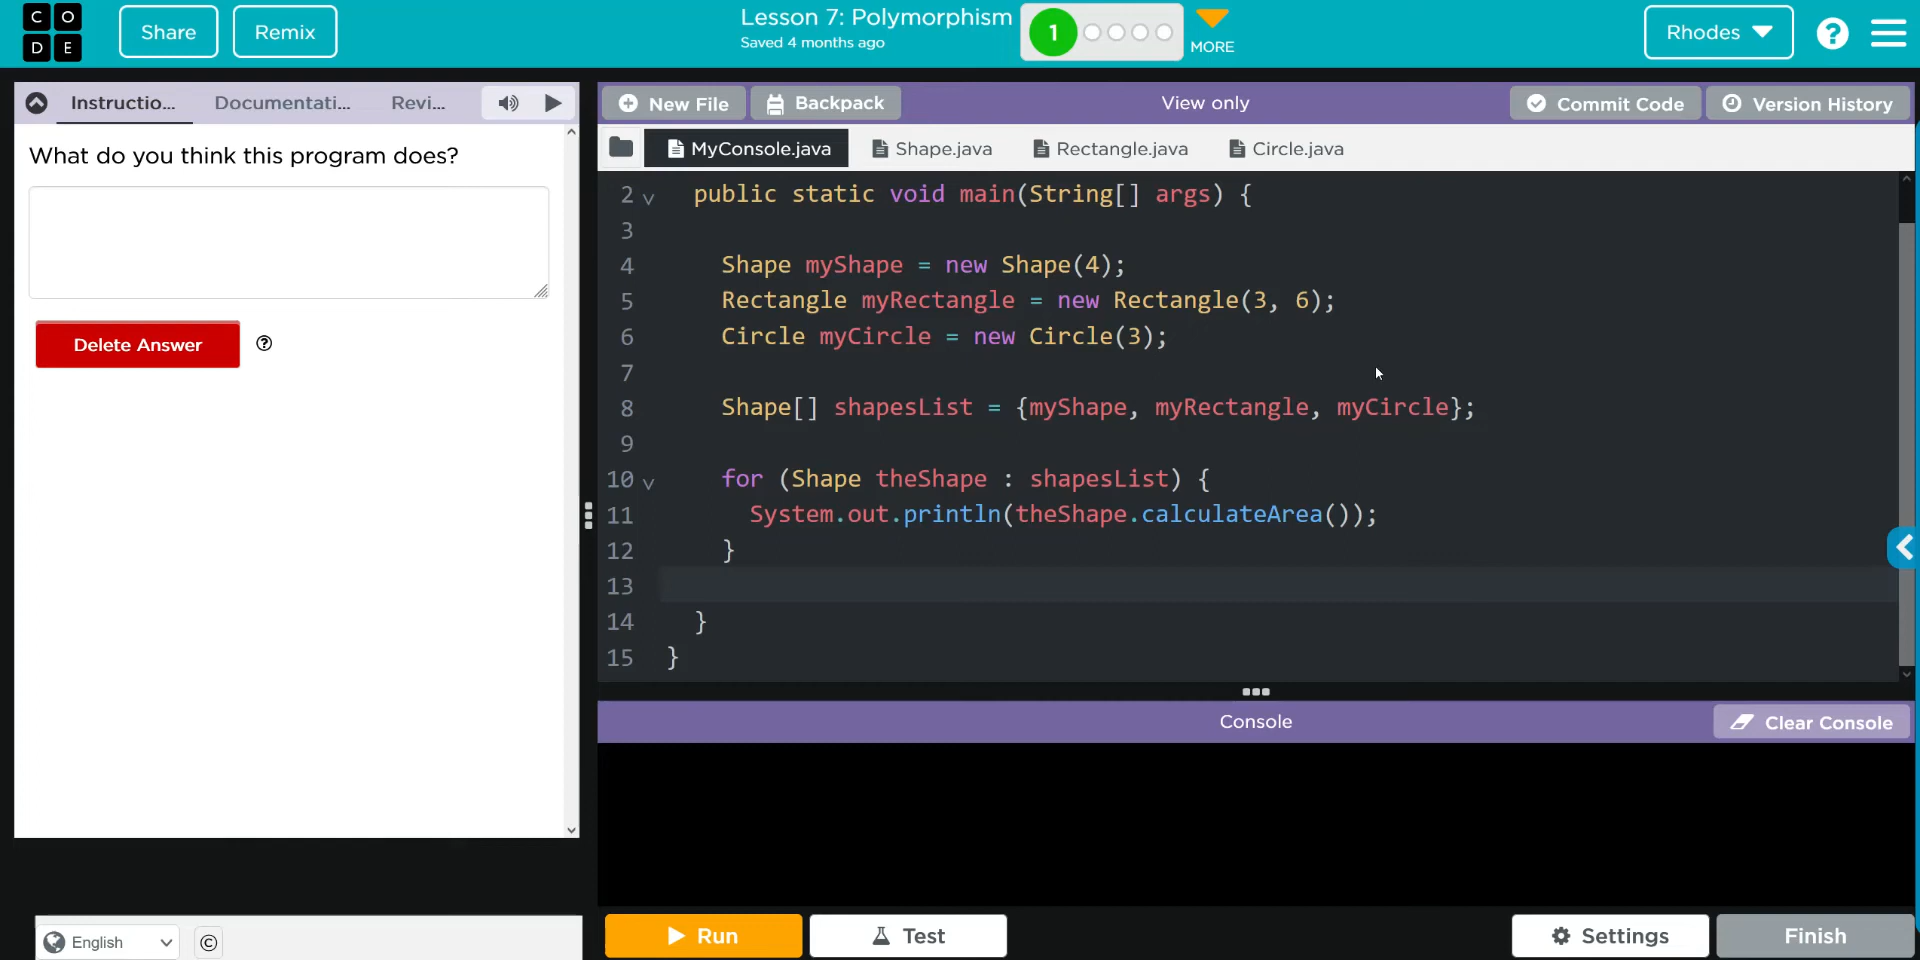 C O
D E
Share
Remix
Lesson 7: Polymorphism
Saved 4 months ago
1
MORE
Rhodes
?
Instructio...
Documentati...
Revi...
New File
Backpack
View only
Commit Code
Version History
What do you think this program does?
Delete Answer
?
MyConsole.java
Shape.java
Rectangle.java
Circle.java
2 public static void main(String[] args) {
3
4 Shape myShape = new Shape(4);
5 Rectangle myRectangle = new Rectangle(3, 6);
6 Circle myCircle = new Circle(3);
7
8 Shape[] shapesList = {myShape, myRectangle, myCircle};
9
10 for (Shape theShape : shapesList) {
11 System.out.println(theShape.calculateArea());
12 }
13
14 }
15 }
Console
Clear Console
English
©
Run
Test
Settings
Finish